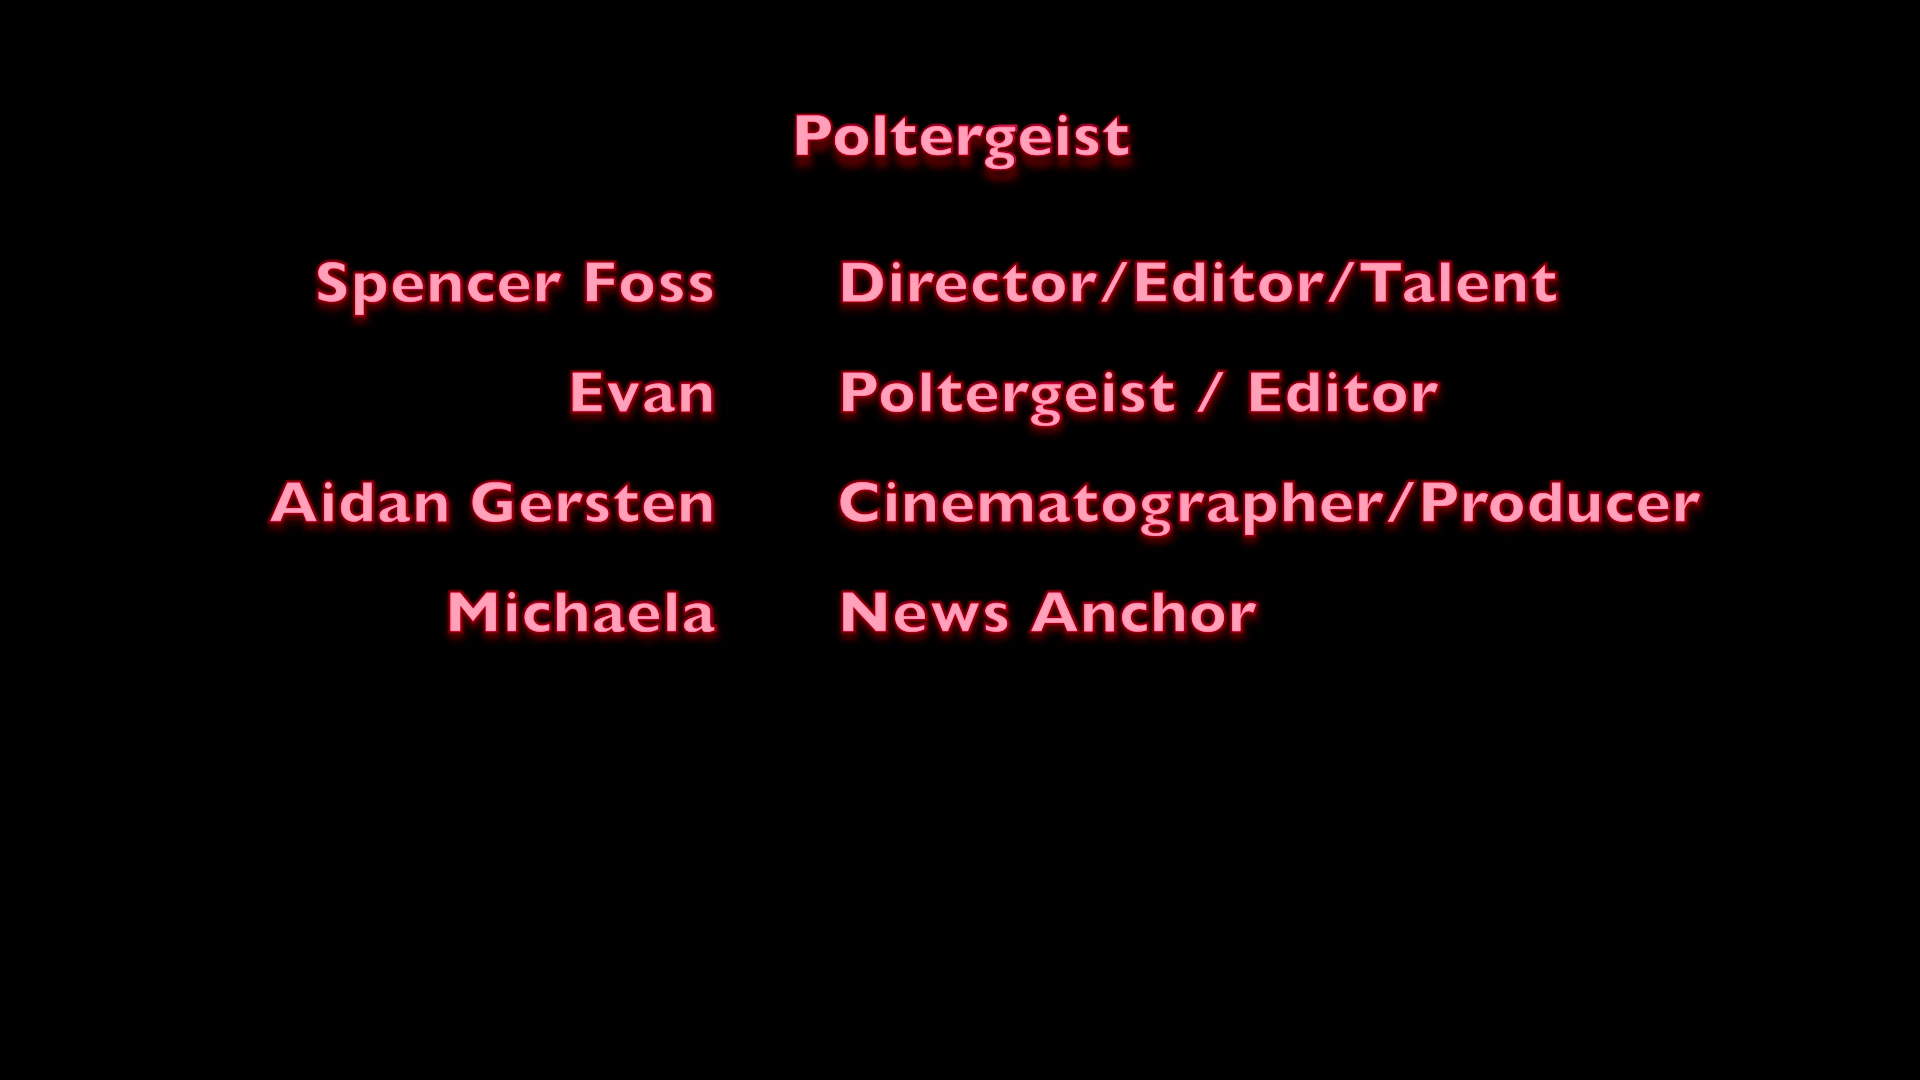 Poltergeist
Spencer Foss Director/Editor/Talent
Evan Poltergeist / Editor
Aidan Gersten Cinematographer/Producer
Michaela News Anchor